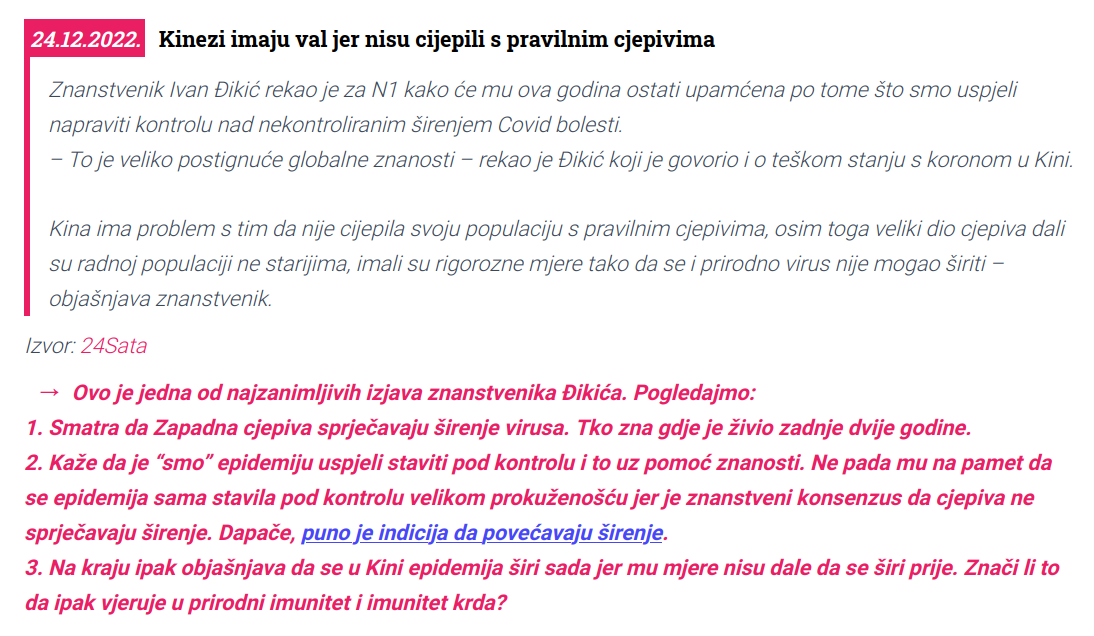 24.12.2022. Kinezi imaju val jer nisu cijepili s pravilnim cjepivima
Znanstvenik Ivan Đikić rekao je za N1 kako će mu ova godina ostati upamćena po tome što smo uspjeli
napraviti kontrolu nad nekontroliranim širenjem Covid bolesti.
– To je veliko postignuće globalne znanosti – rekao je Đikić koji je govorio i o teškom stanju s koronom u Kini.
Kina ima problem s tim da nije cijepila svoju populaciju s pravilnim cjepivima, osim toga veliki dio cjepiva dali
su radnoj populaciji ne starijima, imali su rigorozne mjere tako da se i prirodno virus nije mogao širiti –
objašnjava znanstvenik.
Izvor: 24Sata
→ Ovo je jedna od najzanimljivih izjava znanstvenika Đikića. Pogledajmo:
1. Smatra da Zapadna cjepiva sprječavaju širenje virusa. Tko zna gdje je živio zadnje dvije godine.
2. Kaže da je “smo” epidemiju uspjeli staviti pod kontrolu i to uz pomoć znanosti. Ne pada mu na pamet da
se epidemija sama stavila pod kontrolu velikom prokuženošću jer je znanstveni konsenzus da cjepiva ne
sprječavaju širenje. Dapače, puno je indicija da povećavaju širenje.
3. Na kraju ipak objašnjava da se u Kini epidemija širi sada jer mu mjere nisu dale da se širi prije. Znači li to
da ipak vjeruje u prirodni imunitet i imunitet krda?